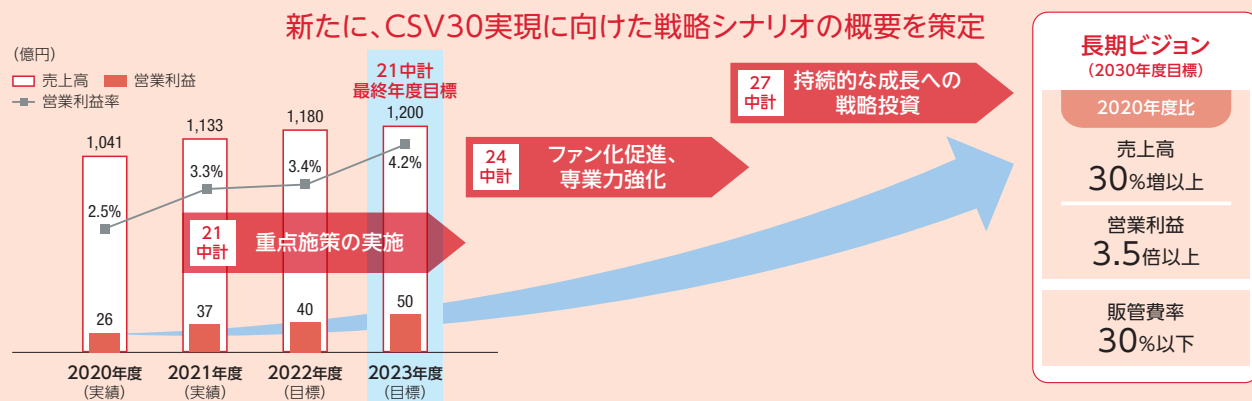 新たに、CSV30実現に向けた戦略シナリオの概要を策定
(億円)
売上高 営業利益
営業利益率
21中計
最終年度目標
1,041
1,133
1,180
1,200
2.5%
3.3%
3.4%
4.2%
26
37
40
50
2020年度
(実績)
2021年度
(実績)
2022年度
(目標)
2023年度
(目標)
21
中計
重点施策の実施
24
中計
ファン化促進、
専業力強化
27
中計
持続的な成長への
戦略投資
長期ビジョン
(2030年度目標)
2020年度比
売上高
30%増以上
営業利益
3.5倍以上
販管費率
30%以下